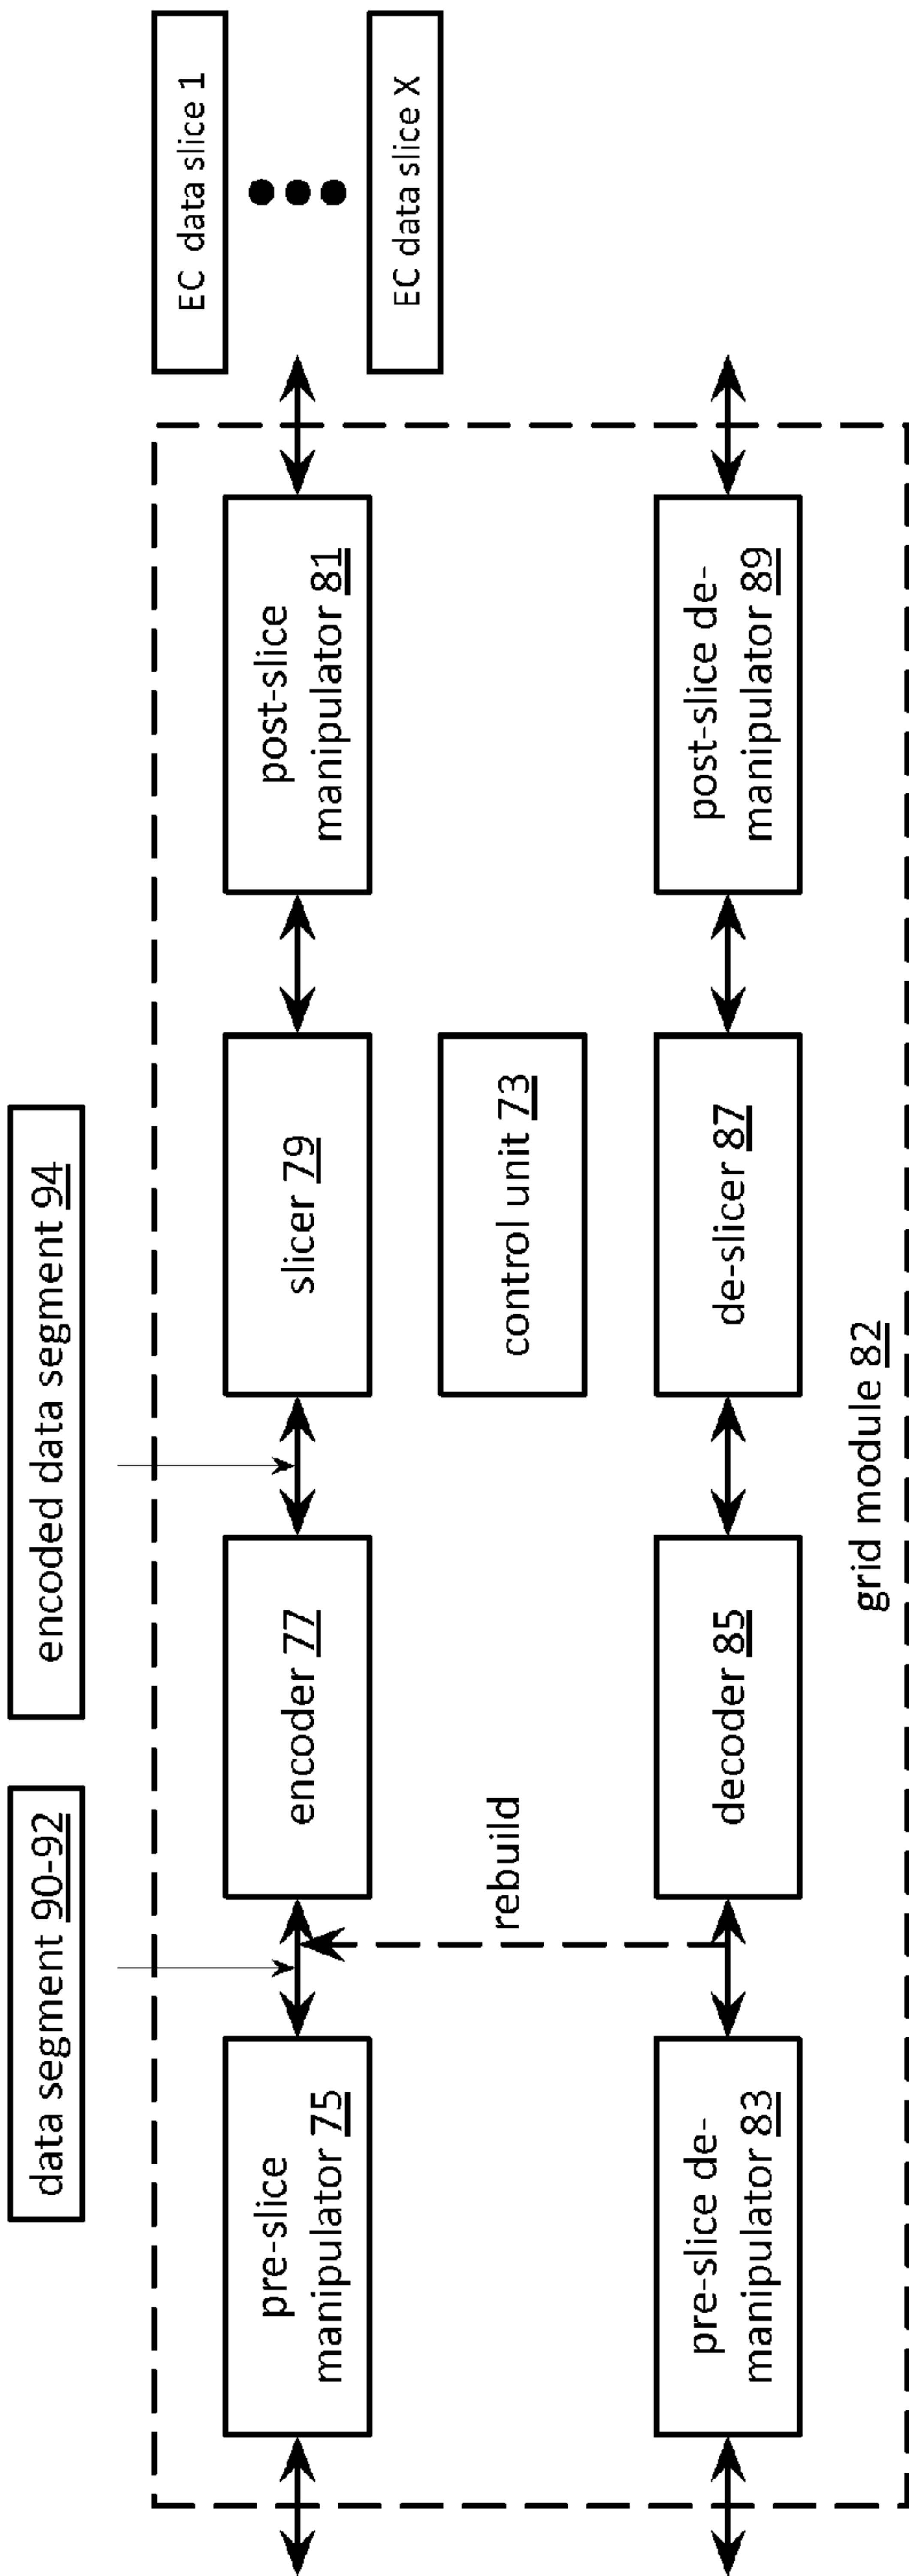 data segment 90-92
encoded data segment 94
EC data slice 1
EC data slice X
pre-slice
manipulator 75
encoder 77
slicer 79
post-slice
manipulator 81
rebuild
control unit 73
pre-slice de-
manipulator 83
decoder 85
de-slicer 87
post-slice de-
manipulator 89
grid module 82